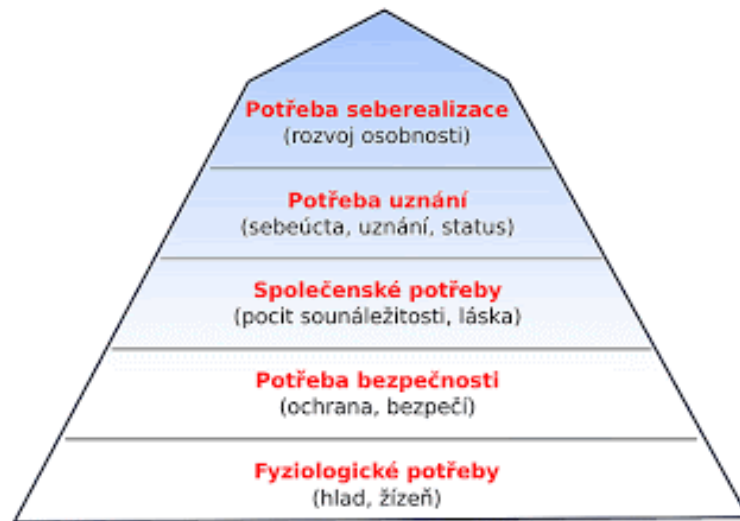 Potřeba seberealizace
(rozvoj osobnosti)
Potřeba uznání
(sebeúcta, uznání, status)
Společenské potřeby
(pocit sounáležitosti, láska)
Potřeba bezpečnosti
(ochrana, bezpečí)
Fyziologické potřeby
(hlad, žízeň)